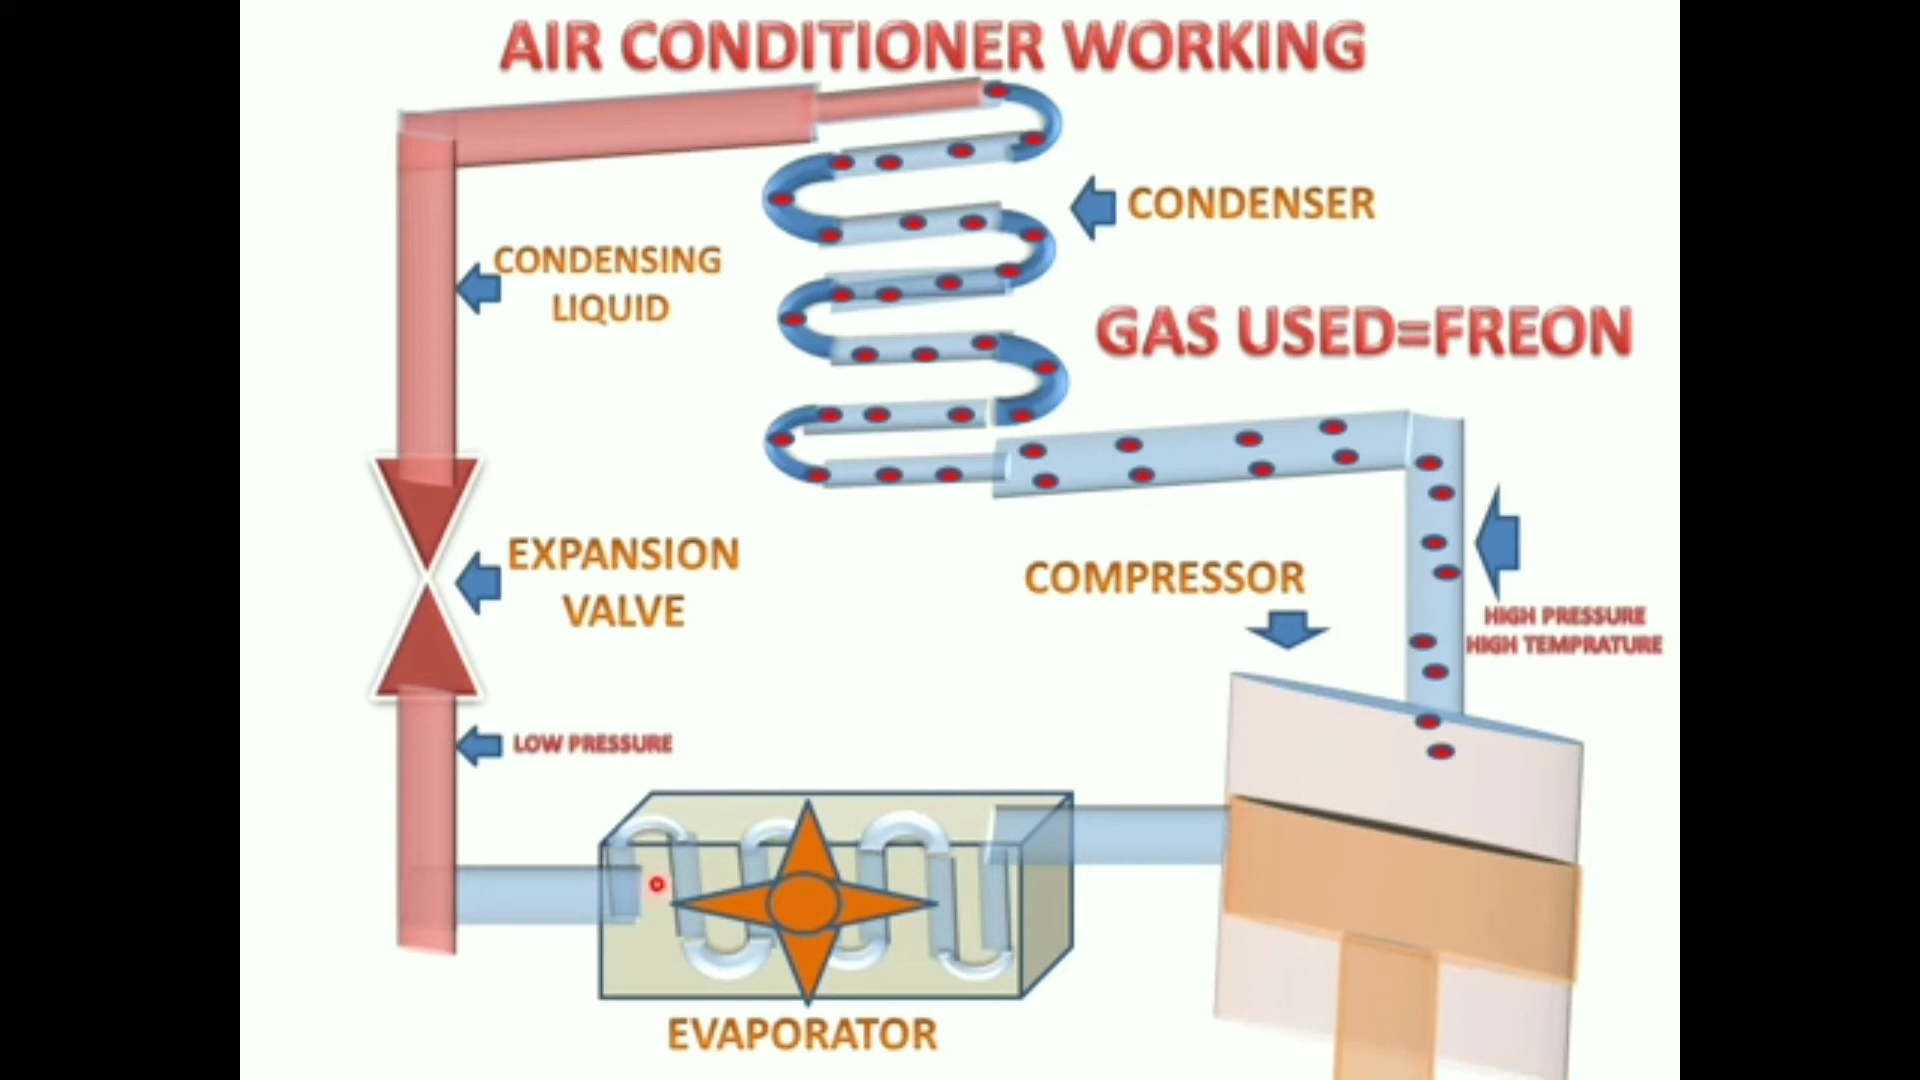 AIR CONDITIONER WORKING
CONDENSER
CONDENSING
LIQUID
GAS USED=FREON
EXPANSION
VALVE
COMPRESSOR
HIGH PRESSURE
HIGH TEMPRATURE
LOW PRESSURE
EVAPORATOR